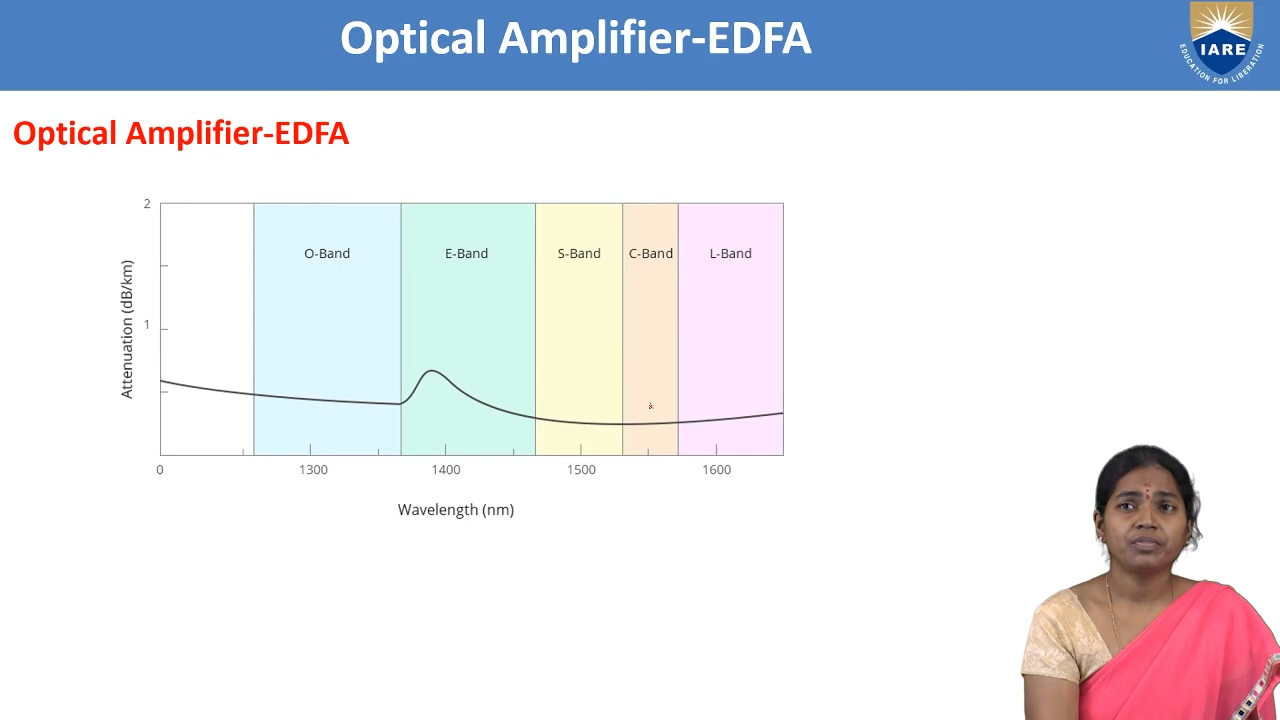 Optical Amplifier-EDFA
IARE
EDUCATION FOR LIBERATION
Optical Amplifier-EDFA
2
O-Band
E-Band
S-Band
C-Band
L-Band
Attenuation (dB/km)
1
0
1300
1400
1500
1600
Wavelength (nm)